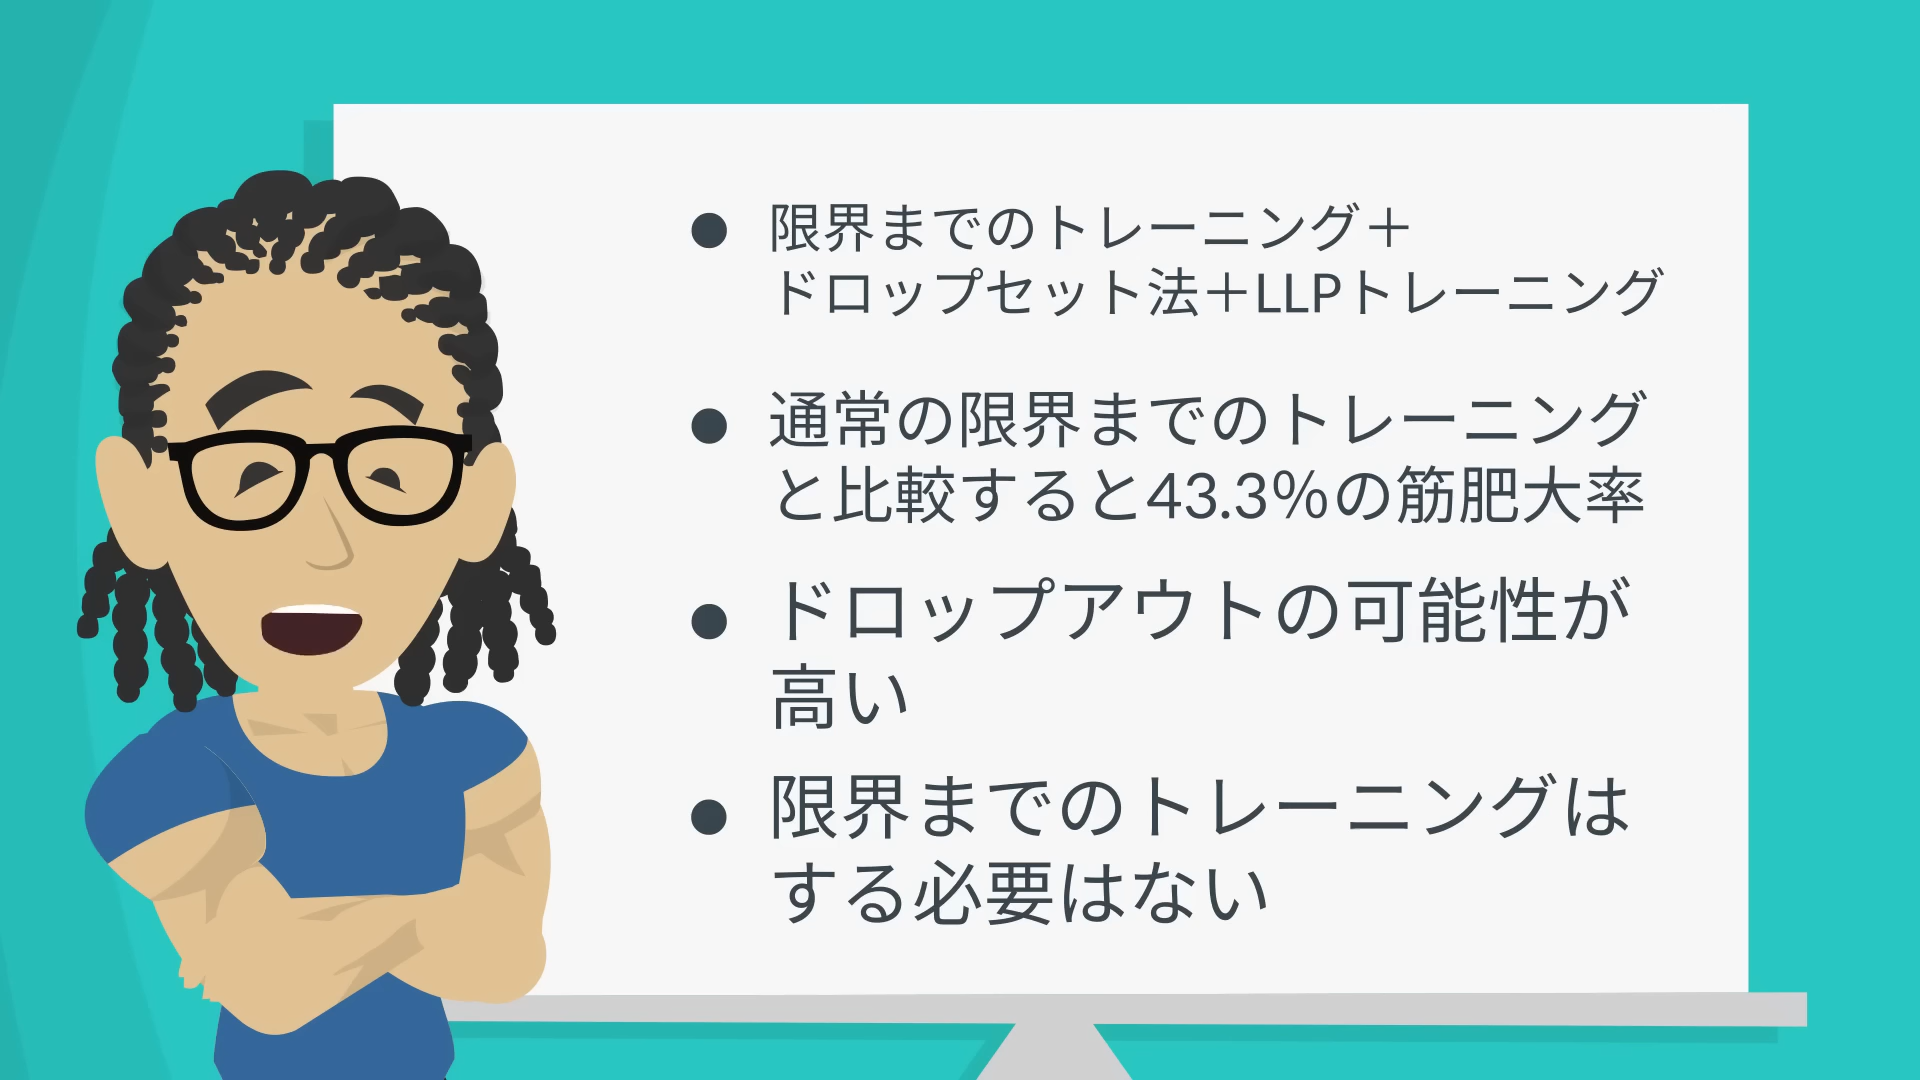 ● 限界までのトレーニング＋
ドロップセット法＋LLPトレーニング
● 通常の限界までのトレーニング
と比較すると43.3％の筋肥大率
● ドロップアウトの可能性が
高い
● 限界までのトレーニングは
する必要はない